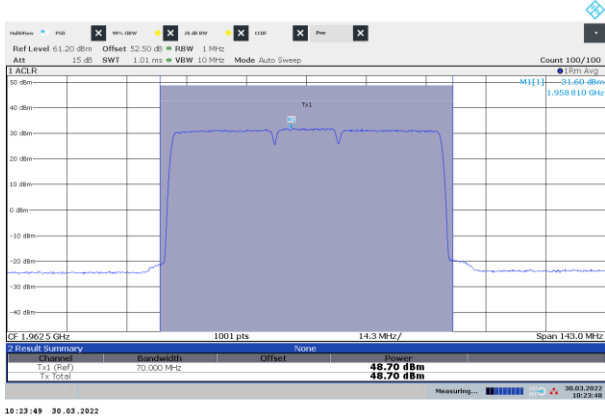 MultiView PSD X 99% OBW X 26 dB BW X CCDF X Pwr X
Ref Level 61.20 dBm Offset 52.50 dB RBW 1 MHz
Att 15 dB SWT 1.01 ms VBW 10 MHz Mode Auto Sweep Count 100/100
1 ACLR 1Rm Avg
50 dBm M1[1] 31.60 dBm
1.958810 GHz
Tx1
40 dBm
M1
30 dBm
20 dBm
10 dBm
0 dBm
-10 dBm
-20 dBm
-30 dBm
-40 dBm
CF 1.9625 GHz 1001 pts 14.3 MHz/ Span 143.0 MHz
2 Result Summary None
Channel Bandwidth Offset Power
Tx1 (Ref) 70.000 MHz 48.70 dBm
Tx Total 48.70 dBm
Measuring... 30.03.2022
10:23:48
10:23:49 30.03.2022